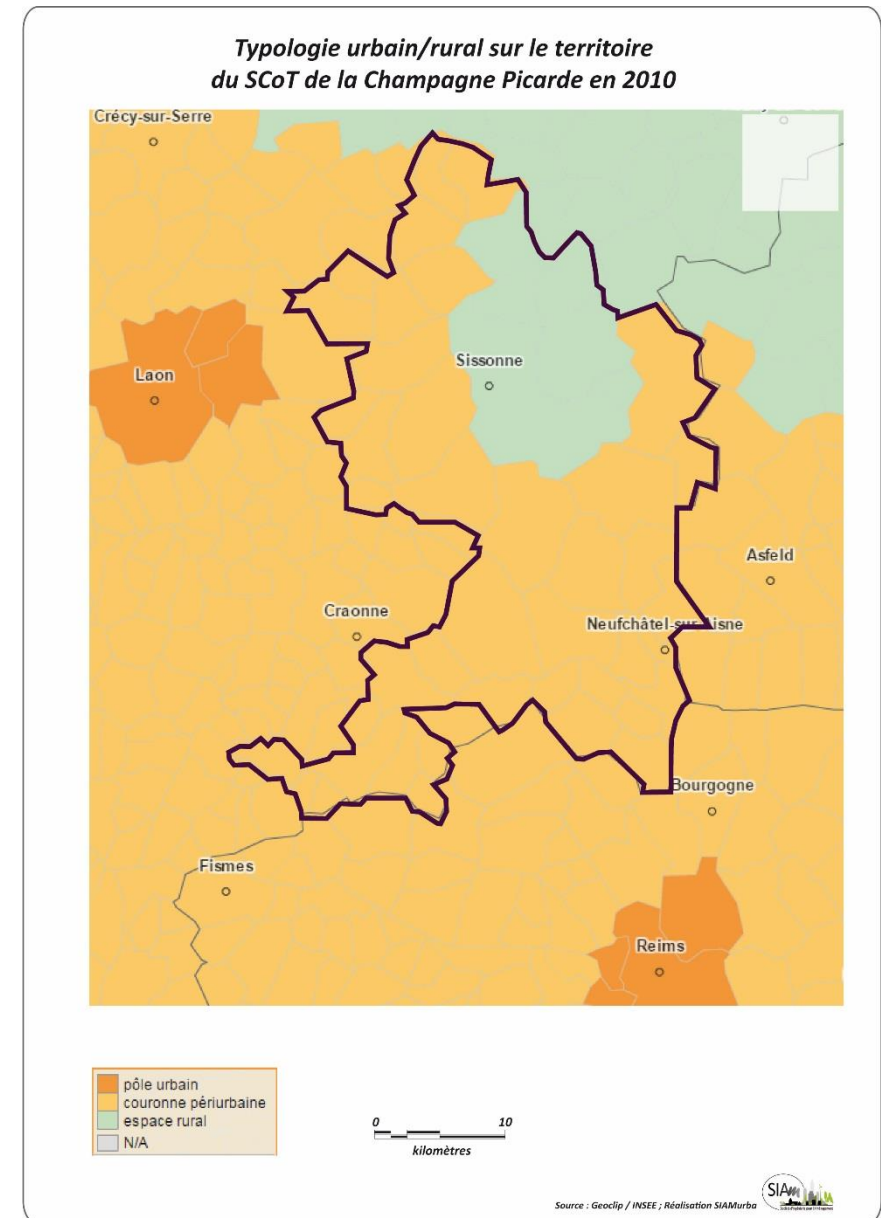 Typologie urbain/rural sur le territoire
du SCoT de la Champagne Picarde en 2010
Crécy-sur-Serre
Laon
Sissonne
Asfeld
Craonne
Neufchâtel-sur-Aisne
Bourgogne
Fismes
Reims
pôle urbain
couronne périurbaine
espace rural
N/A
0 10
kilomètres
Source : Geoclip / INSEE ; Réalisation SIAMurba
SIAm